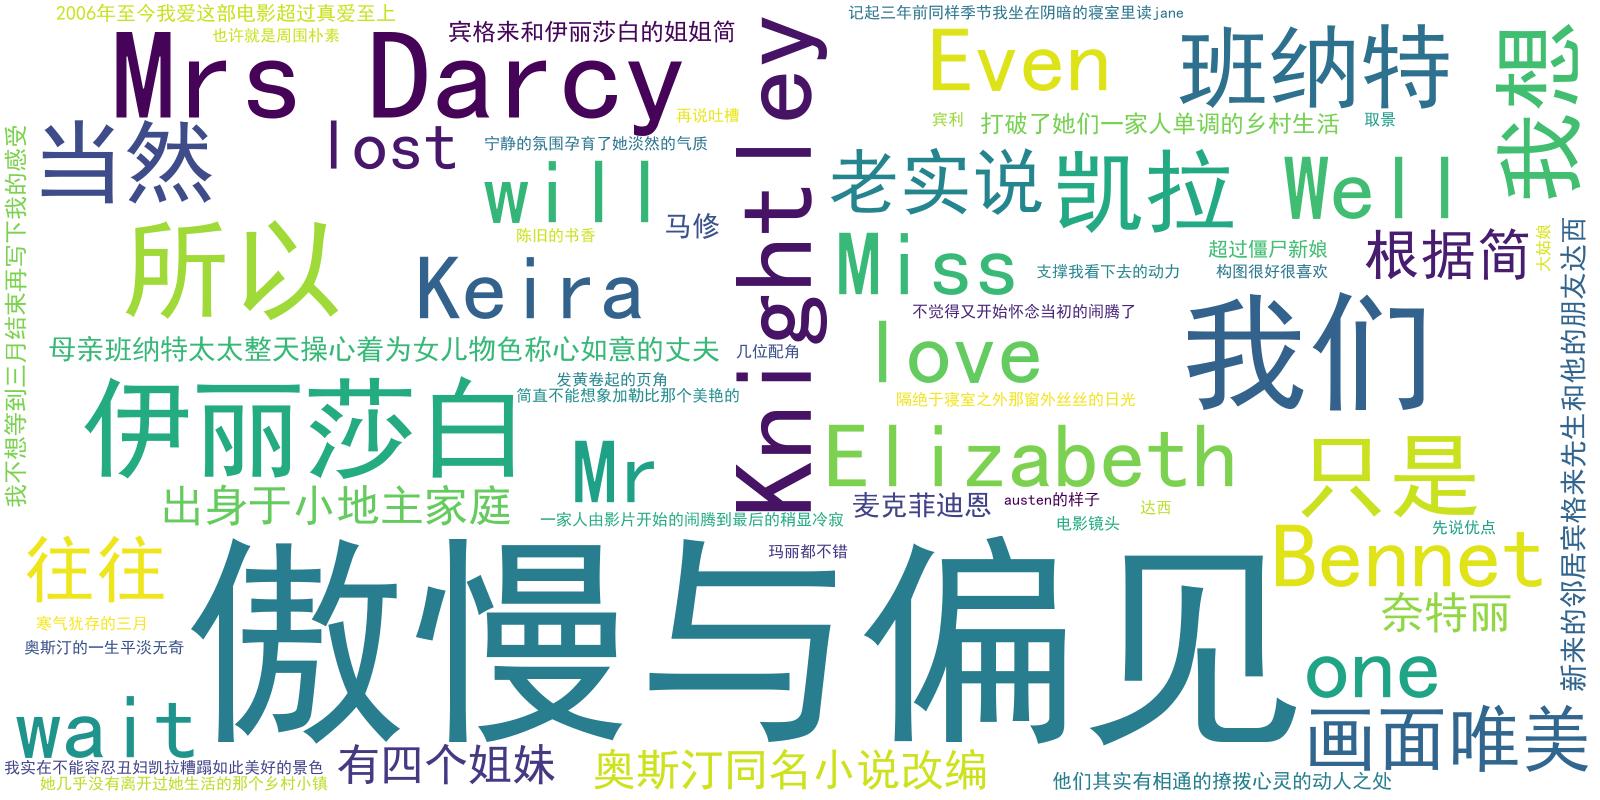 2006年至今我爱这部电影超过真爱至上
也许就是周围朴素
宾格来和伊丽莎白的姐姐简
记起三年前同样季节我坐在阴暗的寝室里读jane
Mrs Darcy
Knightley
Even
班纳特
我想
再说吐槽
宾利
打破了她们一家人单调的乡村生活
取景
我不想等到三月结束再写下我的感受
当然
lost
宁静的氛围孕育了她淡然的气质
will
老实说
凯拉
Well
所以
陈旧的书香
马修
Miss
超过僵尸新娘
根据简
大姑娘
新来的邻居宾格来先生和他的朋友达西
Keira
支撑我看下去的动力
构图很好很喜欢
不觉得又开始怀念当初的闹腾了
我们
母亲班纳特太太整天操心着为女儿物色称心如意的丈夫
几位配角
love
发黄卷起的页角
简直不能想象加勒比那个美艳的
隔绝于寝室之外那窗外丝丝的日光
伊丽莎白
Mr
Elizabeth
只是
出身于小地主家庭
麦克菲迪恩
austen的样子
达西
一家人由影片开始的闹腾到最后的稍显冷寂
电影镜头
先说优点
往往
傲慢与偏见
玛丽都不错
Bennet
寒气犹存的三月
奈特丽
奥斯汀的一生平淡无奇
one
wait
画面唯美
我实在不能容忍丑妇凯拉糟蹋如此美好的景色
有四个姐妹
奥斯汀同名小说改编
她几乎没有离开过她生活的那个乡村小镇
他们其实有相通的撩拨心灵的动人之处